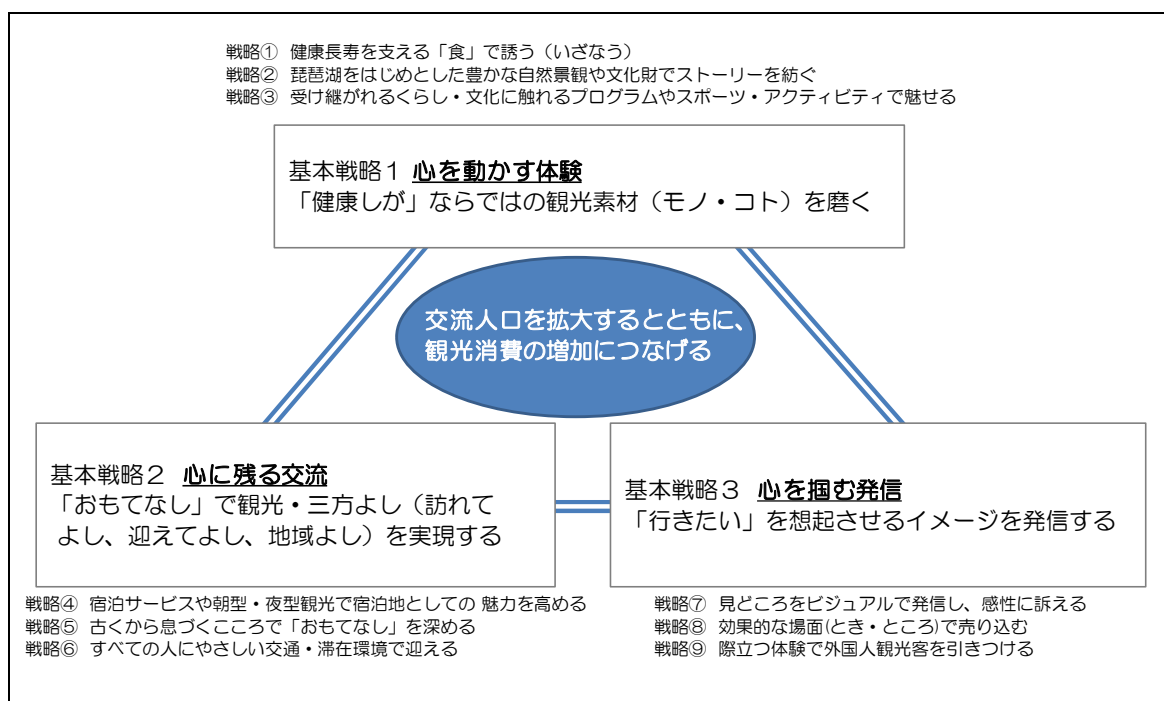 戦略① 健康長寿を支える「食」で誘う（いざなう）
戦略② 琵琶湖をはじめとした豊かな自然景観や文化財でストーリーを紡ぐ
戦略③ 受け継がれるくらし・文化に触れるプログラムやスポーツ・アクティビティで魅せる
基本戦略１ 心を動かす体験
「健康しが」ならではの観光素材（モノ・コト）を磨く
交流人口を拡大するとともに、
観光消費の増加につなげる
基本戦略２ 心に残る交流
「おもてなし」で観光・三方よし（訪れて
よし、迎えてよし、地域よし）を実現する
基本戦略３ 心を掴む発信
「行きたい」を想起させるイメージを発信する
戦略④ 宿泊サービスや朝型・夜型観光で宿泊地としての 魅力を高める
戦略⑤ 古くから息づくこころで「おもてなし」を深める
戦略⑥ すべての人にやさしい交通・滞在環境で迎える
戦略⑦ 見どころをビジュアルで発信し、感性に訴える
戦略⑧ 効果的な場面(とき・ところ)で売り込む
戦略⑨ 際立つ体験で外国人観光客を引きつける